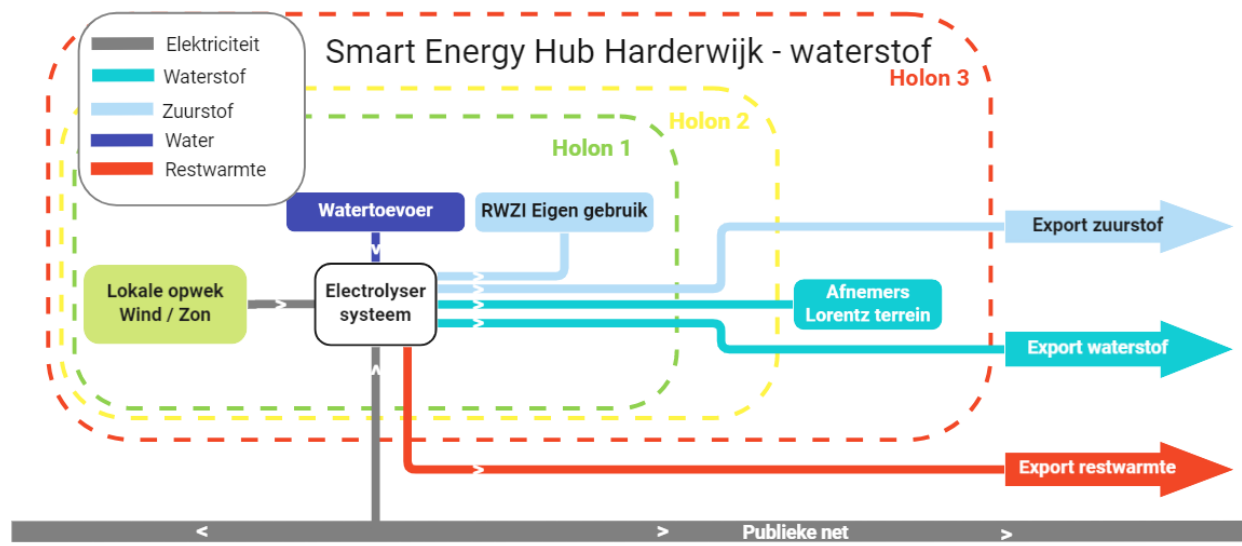 Smart Energy Hub Harderwijk - waterstof
Elektriciteit
Waterstof
Zuurstof
Water
Restwarmte
Holon 3
Holon 2
Holon 1
Watertoevoer
RWZI Eigen gebruik
Export zuurstof
Lokale opwek
Wind / Zon
Electrolyser
systeem
Afnemers
Lorentz terrein
Export waterstof
Export restwarmte
Publieke net